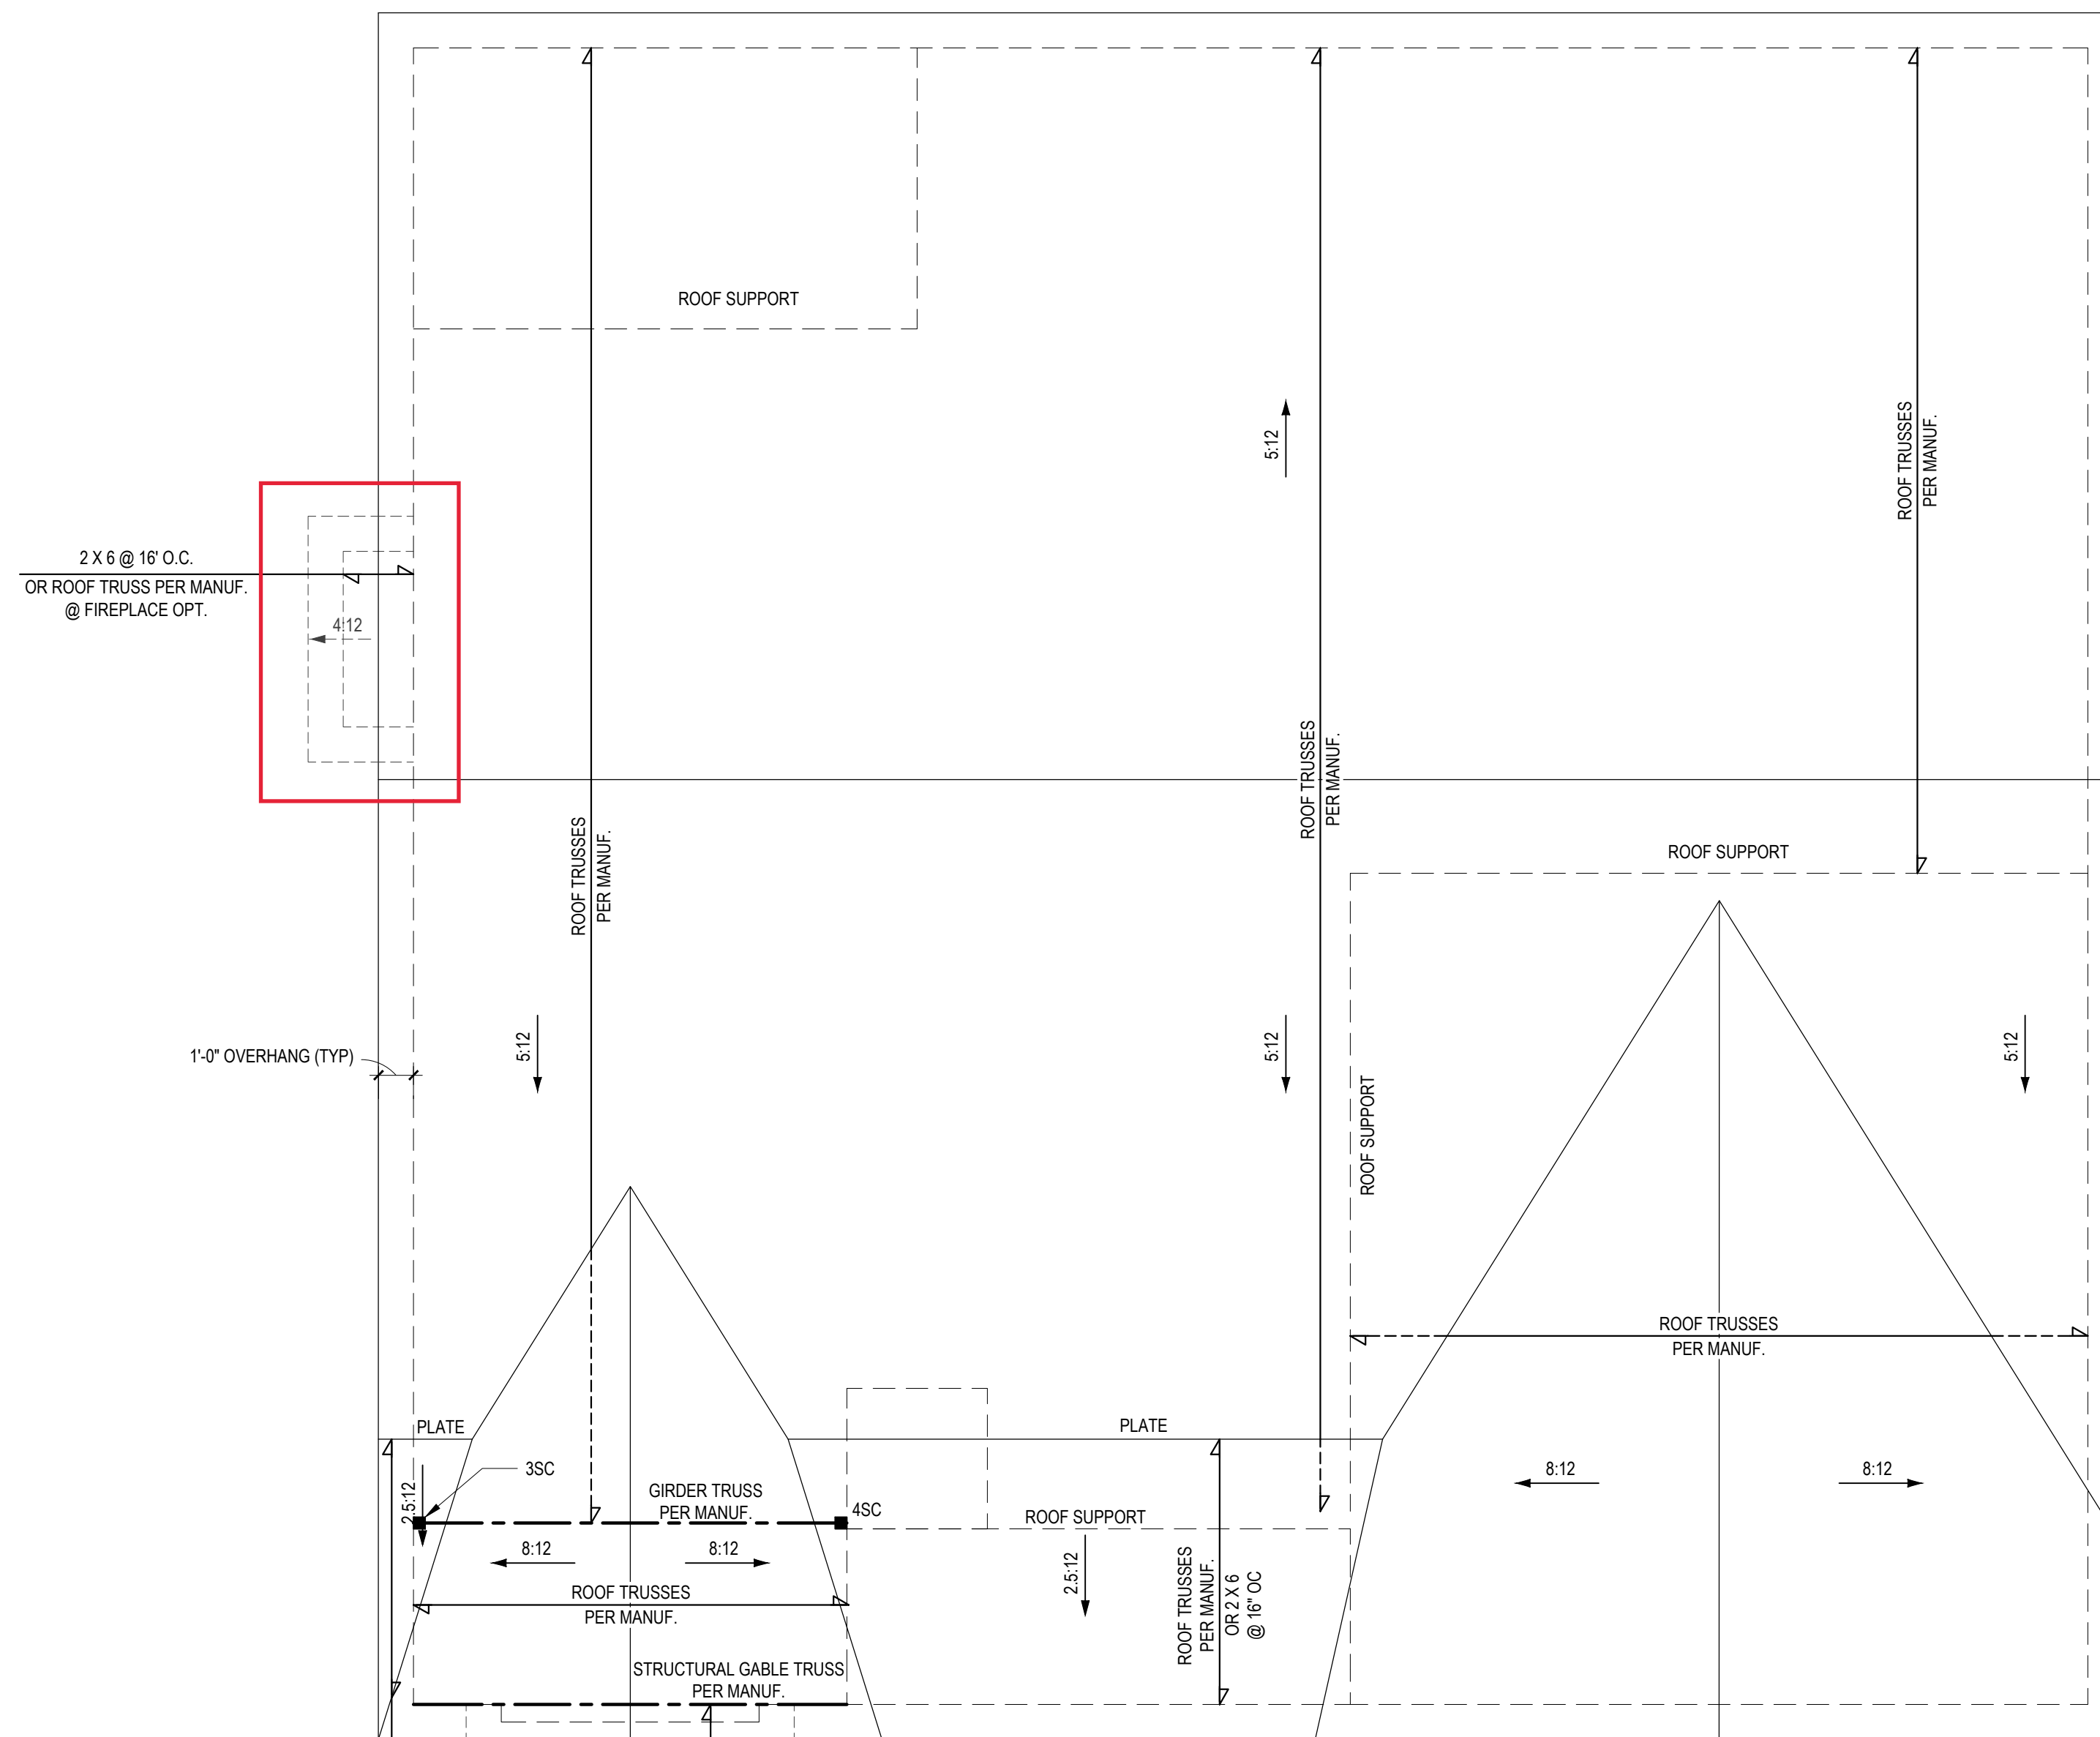 ROOF SUPPORT
5:12
ROOF TRUSSES
PER MANUF.
2 X 6 @ 16' O.C.
OR ROOF TRUSS PER MANUF.
@ FIREPLACE OPT.
4:12
ROOF TRUSSES
PER MANUF.
ROOF TRUSSES
PER MANUF.
ROOF SUPPORT
1'-0" OVERHANG (TYP)
5:12
5:12
5:12
ROOF SUPPORT
ROOF TRUSSES
PER MANUF.
PLATE
PLATE
3SC
2.5:12
GIRDER TRUSS
PER MANUF.
4SC
ROOF SUPPORT
8:12
8:12
8:12
8:12
2.5:12
ROOF TRUSSES
PER MANUF.
OR 2 X 6
@ 16" OC
ROOF TRUSSES
PER MANUF.
STRUCTURAL GABLE TRUSS
PER MANUF.